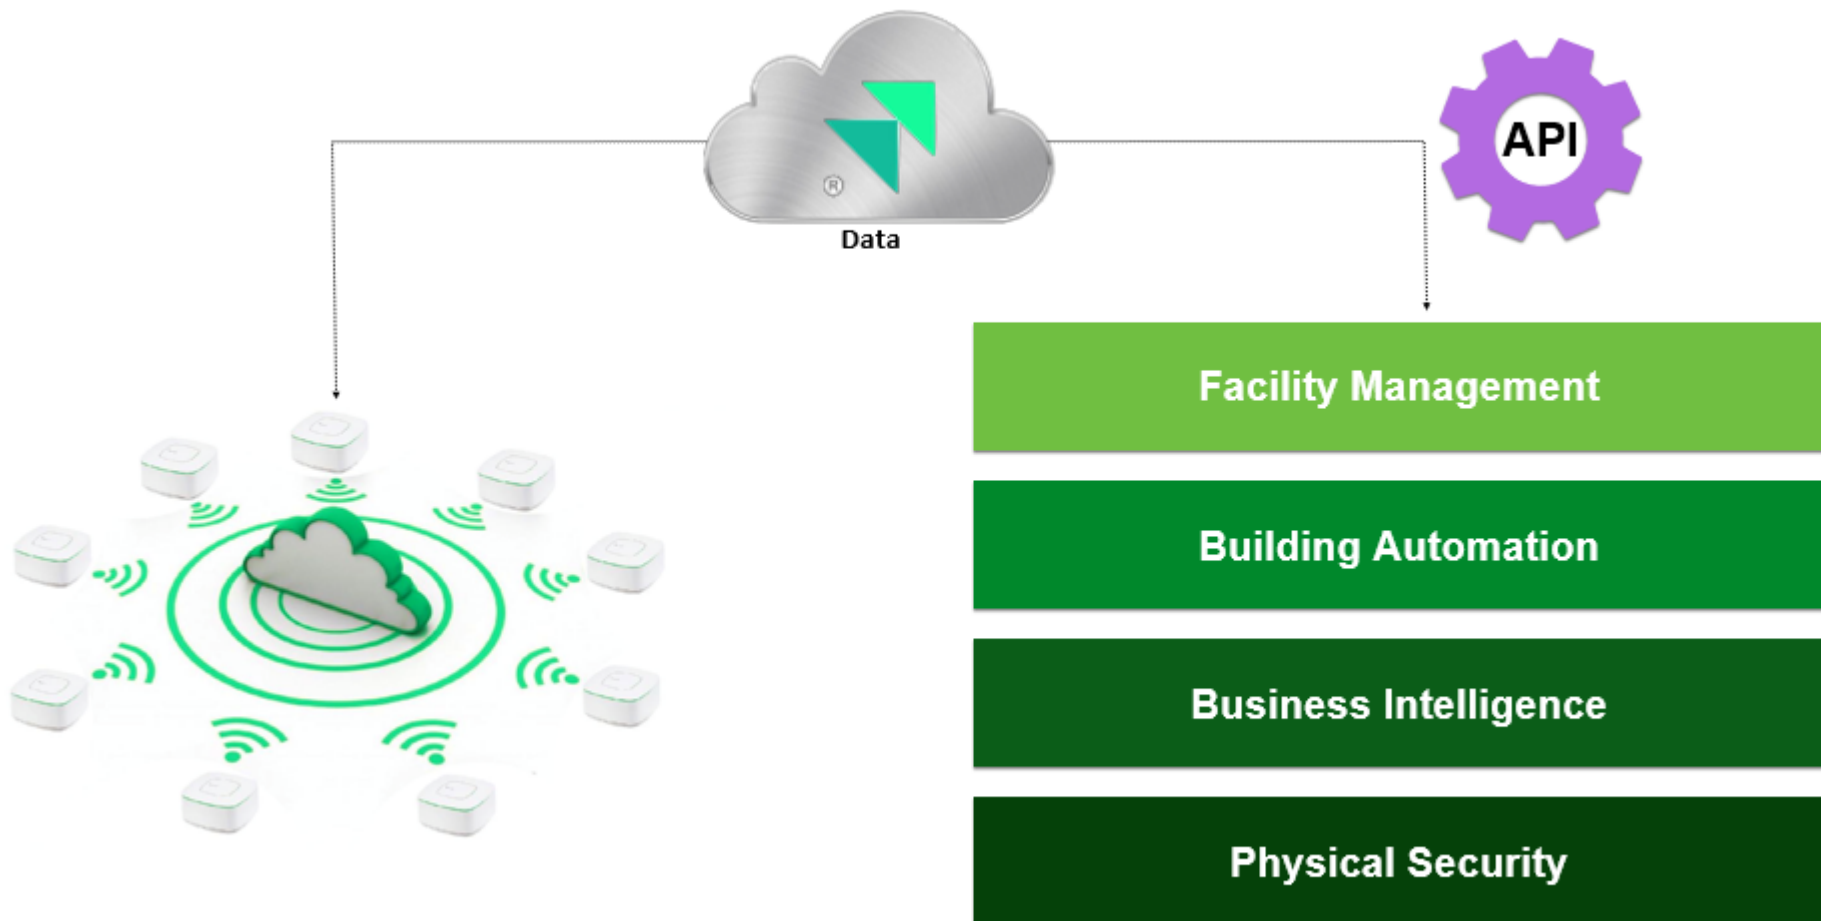 API
®
Data
Facility Management
Building Automation
Business Intelligence
Physical Security